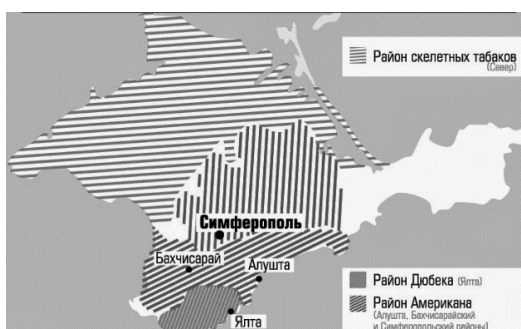 Район скелетных табаков
(Север)
Симферополь
Бахчисарай
Алушта
Район Дюбека (Ялта)
Район Американа
(Алушта, Бахчисарайский
и Симферопольский районы)
Ялта